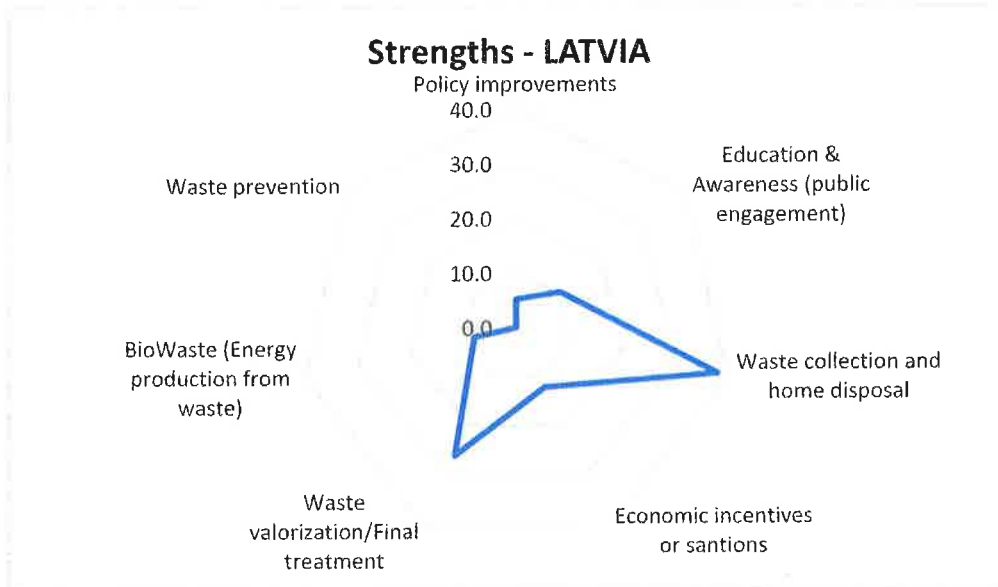 Strengths - LATVIA
Policy improvements
40.0
30.0
20.0
10.0
0.0
Education &
Awareness (public
engagement)
Waste collection and
home disposal
Economic incentives
or santions
Waste
valorization/Final
treatment
BioWaste (Energy
production from
waste)
Waste prevention